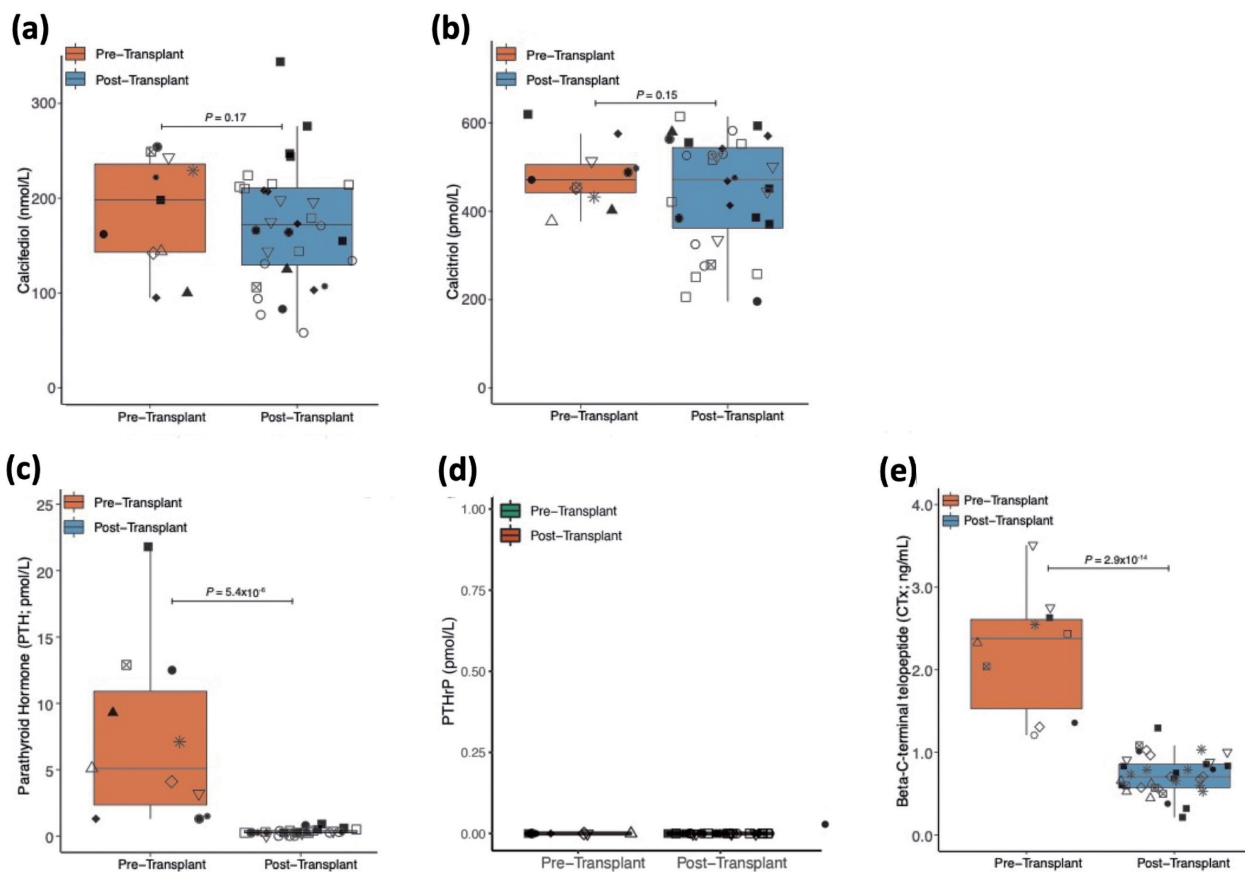 (a)
Pre-Transplant
Post-Transplant
P = 0.17
Calcifediol (nmol/L)
300
200
100
0
Pre-Transplant
Post-Transplant
(b)
Pre-Transplant
Post-Transplant
P = 0.15
Calcitriol (pmol/L)
600
400
200
0
Pre-Transplant
Post-Transplant
(c)
Pre-Transplant
Post-Transplant
P = 5.4x10⁻⁶
Parathyroid Hormone (PTH; pmol/L)
25
20
15
10
5
0
Pre-Transplant
Post-Transplant
(d)
Pre-Transplant
Post-Transplant
PTHrP (pmol/L)
1.00
0.75
0.50
0.25
0.00
Pre-Transplant
Post-Transplant
(e)
Pre-Transplant
Post-Transplant
P = 2.9x10⁻¹⁴
Beta-C-terminal telopeptide (CTx; ng/mL)
4.0
3.0
2.0
1.0
0.0
Pre-Transplant
Post-Transplant